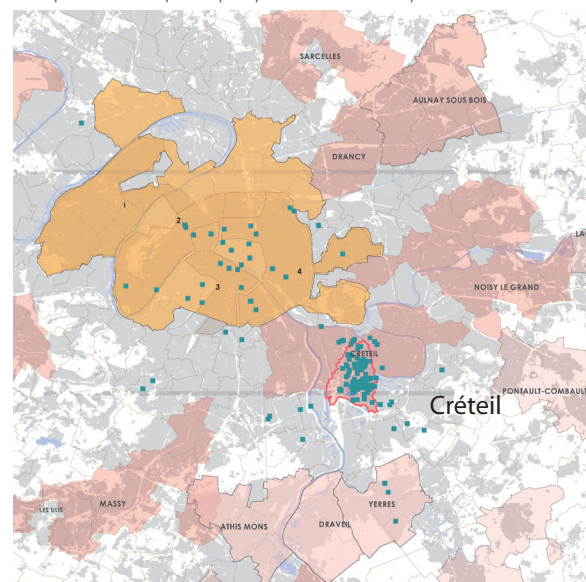 SARCELLES
AULNAY SOUS BOIS
DRANCY
1
2
LA
3
4
NOISY LE GRAND
CRÉTEIL
PONTAULT-COMBAULT
Créteil
MASSY
LES ULIS
YERRES
ATHIS MONS
DRAVEIL